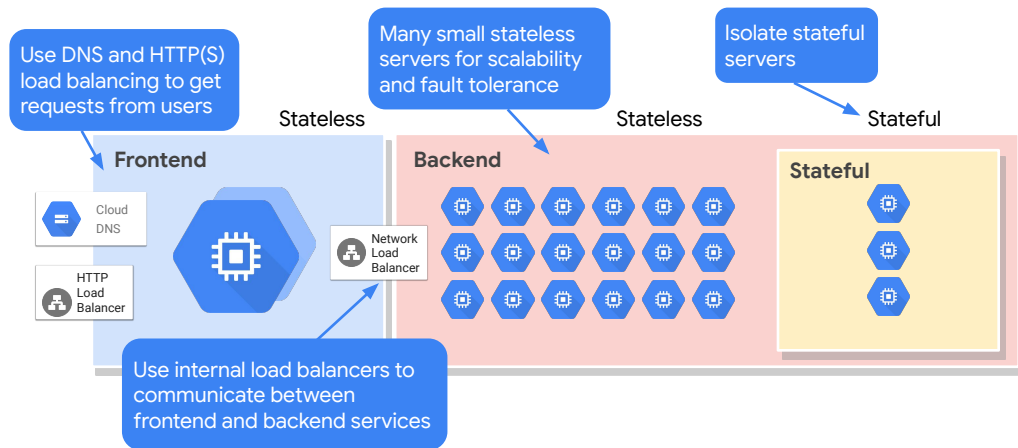 Use DNS and HTTP(S)
load balancing to get
requests from users
Many small stateless
servers for scalability
and fault tolerance
Isolate stateful
servers
Stateless
Stateless
Stateful
Frontend
Backend
Stateful
Cloud
DNS
HTTP
Load
Balancer
Network
Load
Balancer
Use internal load balancers to
communicate between
frontend and backend services